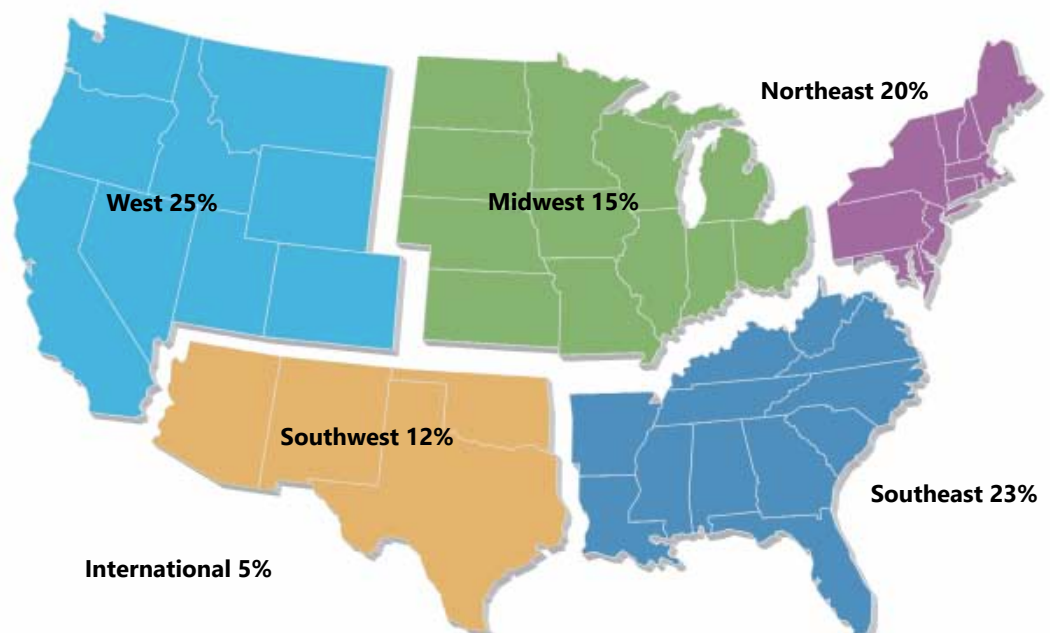 Northeast 20%
West 25%
Midwest 15%
Southwest 12%
Southeast 23%
International 5%